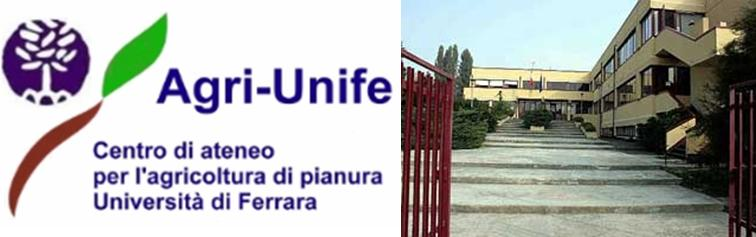 Agri-Unife
Centro di ateneo
per l'agricoltura di pianura
Università di Ferrara